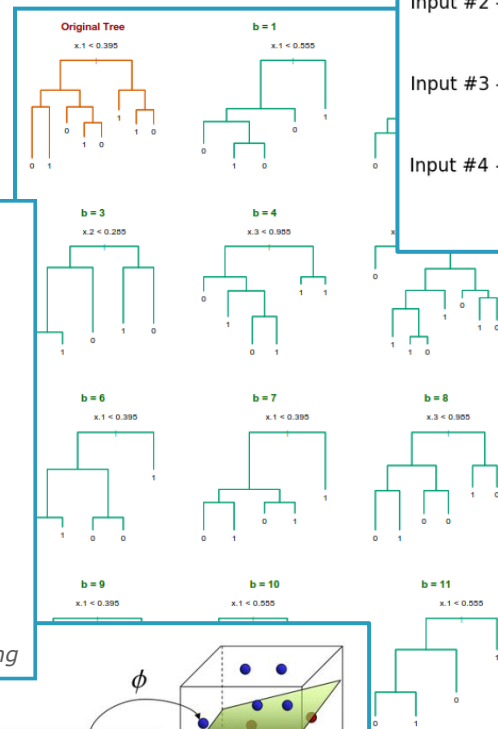 Input #2 -
Input #3 -
Input #4 -
Original Tree
b = 1
x.1 < 0.395
x.1 < 0.555
1
1
0
0
1
0
0
1
0
1
0
0
1
0
b = 3
b = 4
x.2 < 0.285
x.3 < 0.985
x
0
0
1
1
0
1
1
0
1
1
0
0
1
1
0
1
0
1
b = 6
b = 7
b = 8
x.1 < 0.395
x.1 < 0.395
x.3 < 0.985
1
1
1
0
0
1
0
0
1
0
0
0
1
0
1
b = 9
b = 10
b = 11
x.1 < 0.395
x.1 < 0.555
x.1 < 0.555
ng
ϕ
0
0
1